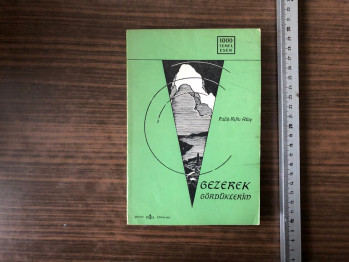 1000
TEMEL
ESER
Falih Rıfkı Atay
GEZEREK
GÖRDÜKLERİM